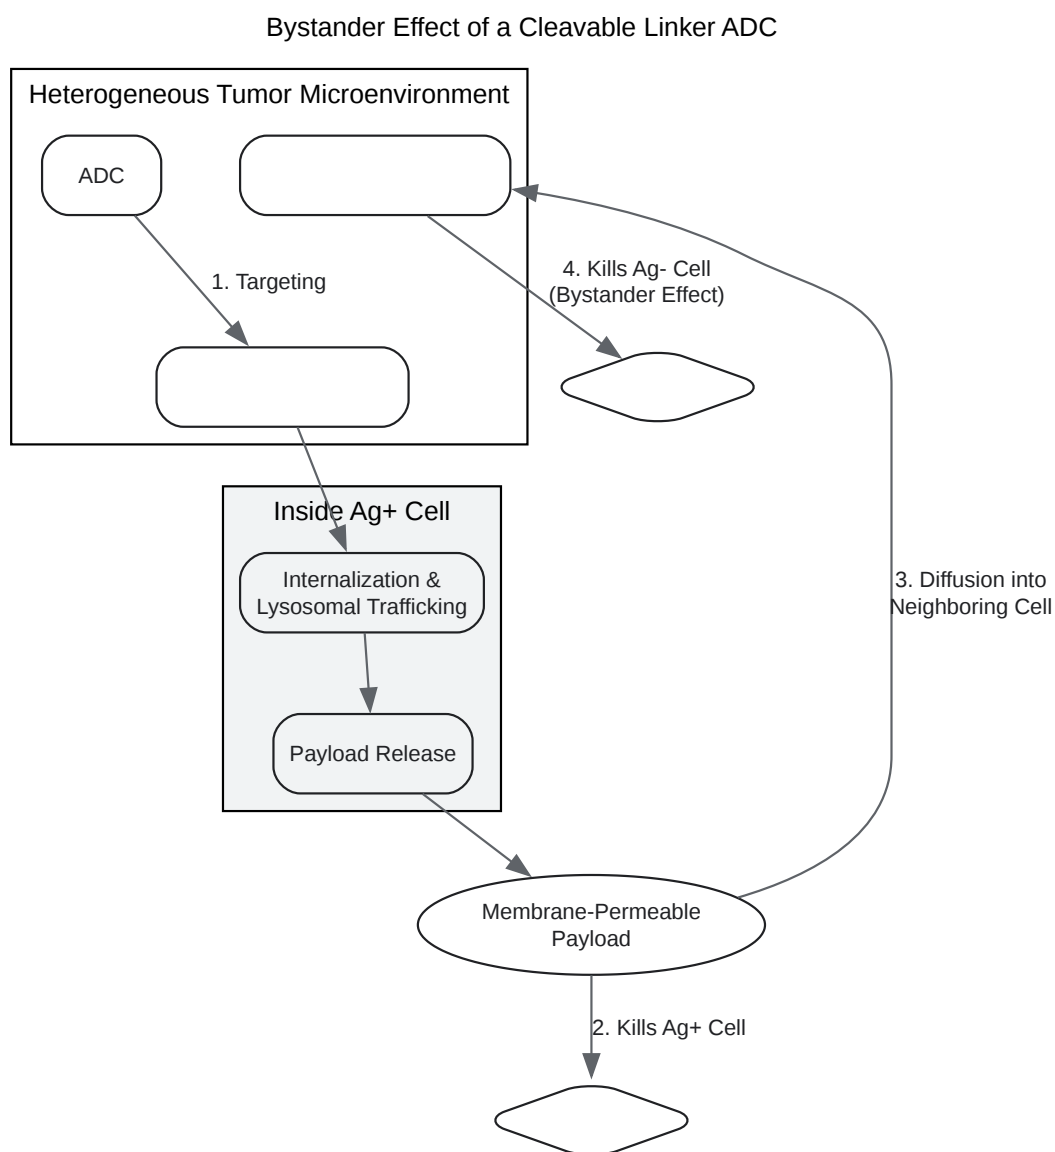 Bystander Effect of a Cleavable Linker ADC
Heterogeneous Tumor Microenvironment
ADC
1. Targeting
4. Kills Ag- Cell
(Bystander Effect)
Inside Ag+ Cell
Internalization &
Lysosomal Trafficking
3. Diffusion into
Neighboring Cell
Payload Release
Membrane-Permeable
Payload
2. Kills Ag+ Cell